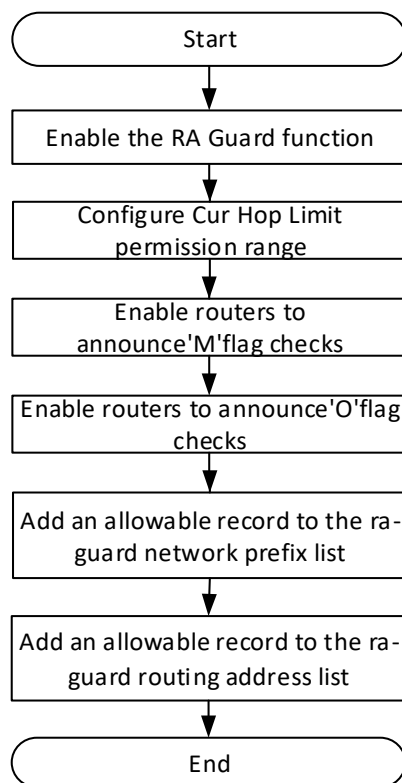 Start
Enable the RA Guard function
Configure Cur Hop Limit
permission range
Enable routers to
announce'M'flag checks
Enable routers to announce'O'flag
checks
Add an allowable record to the ra-
guard network prefix list
Add an allowable record to the ra-
guard routing address list
End